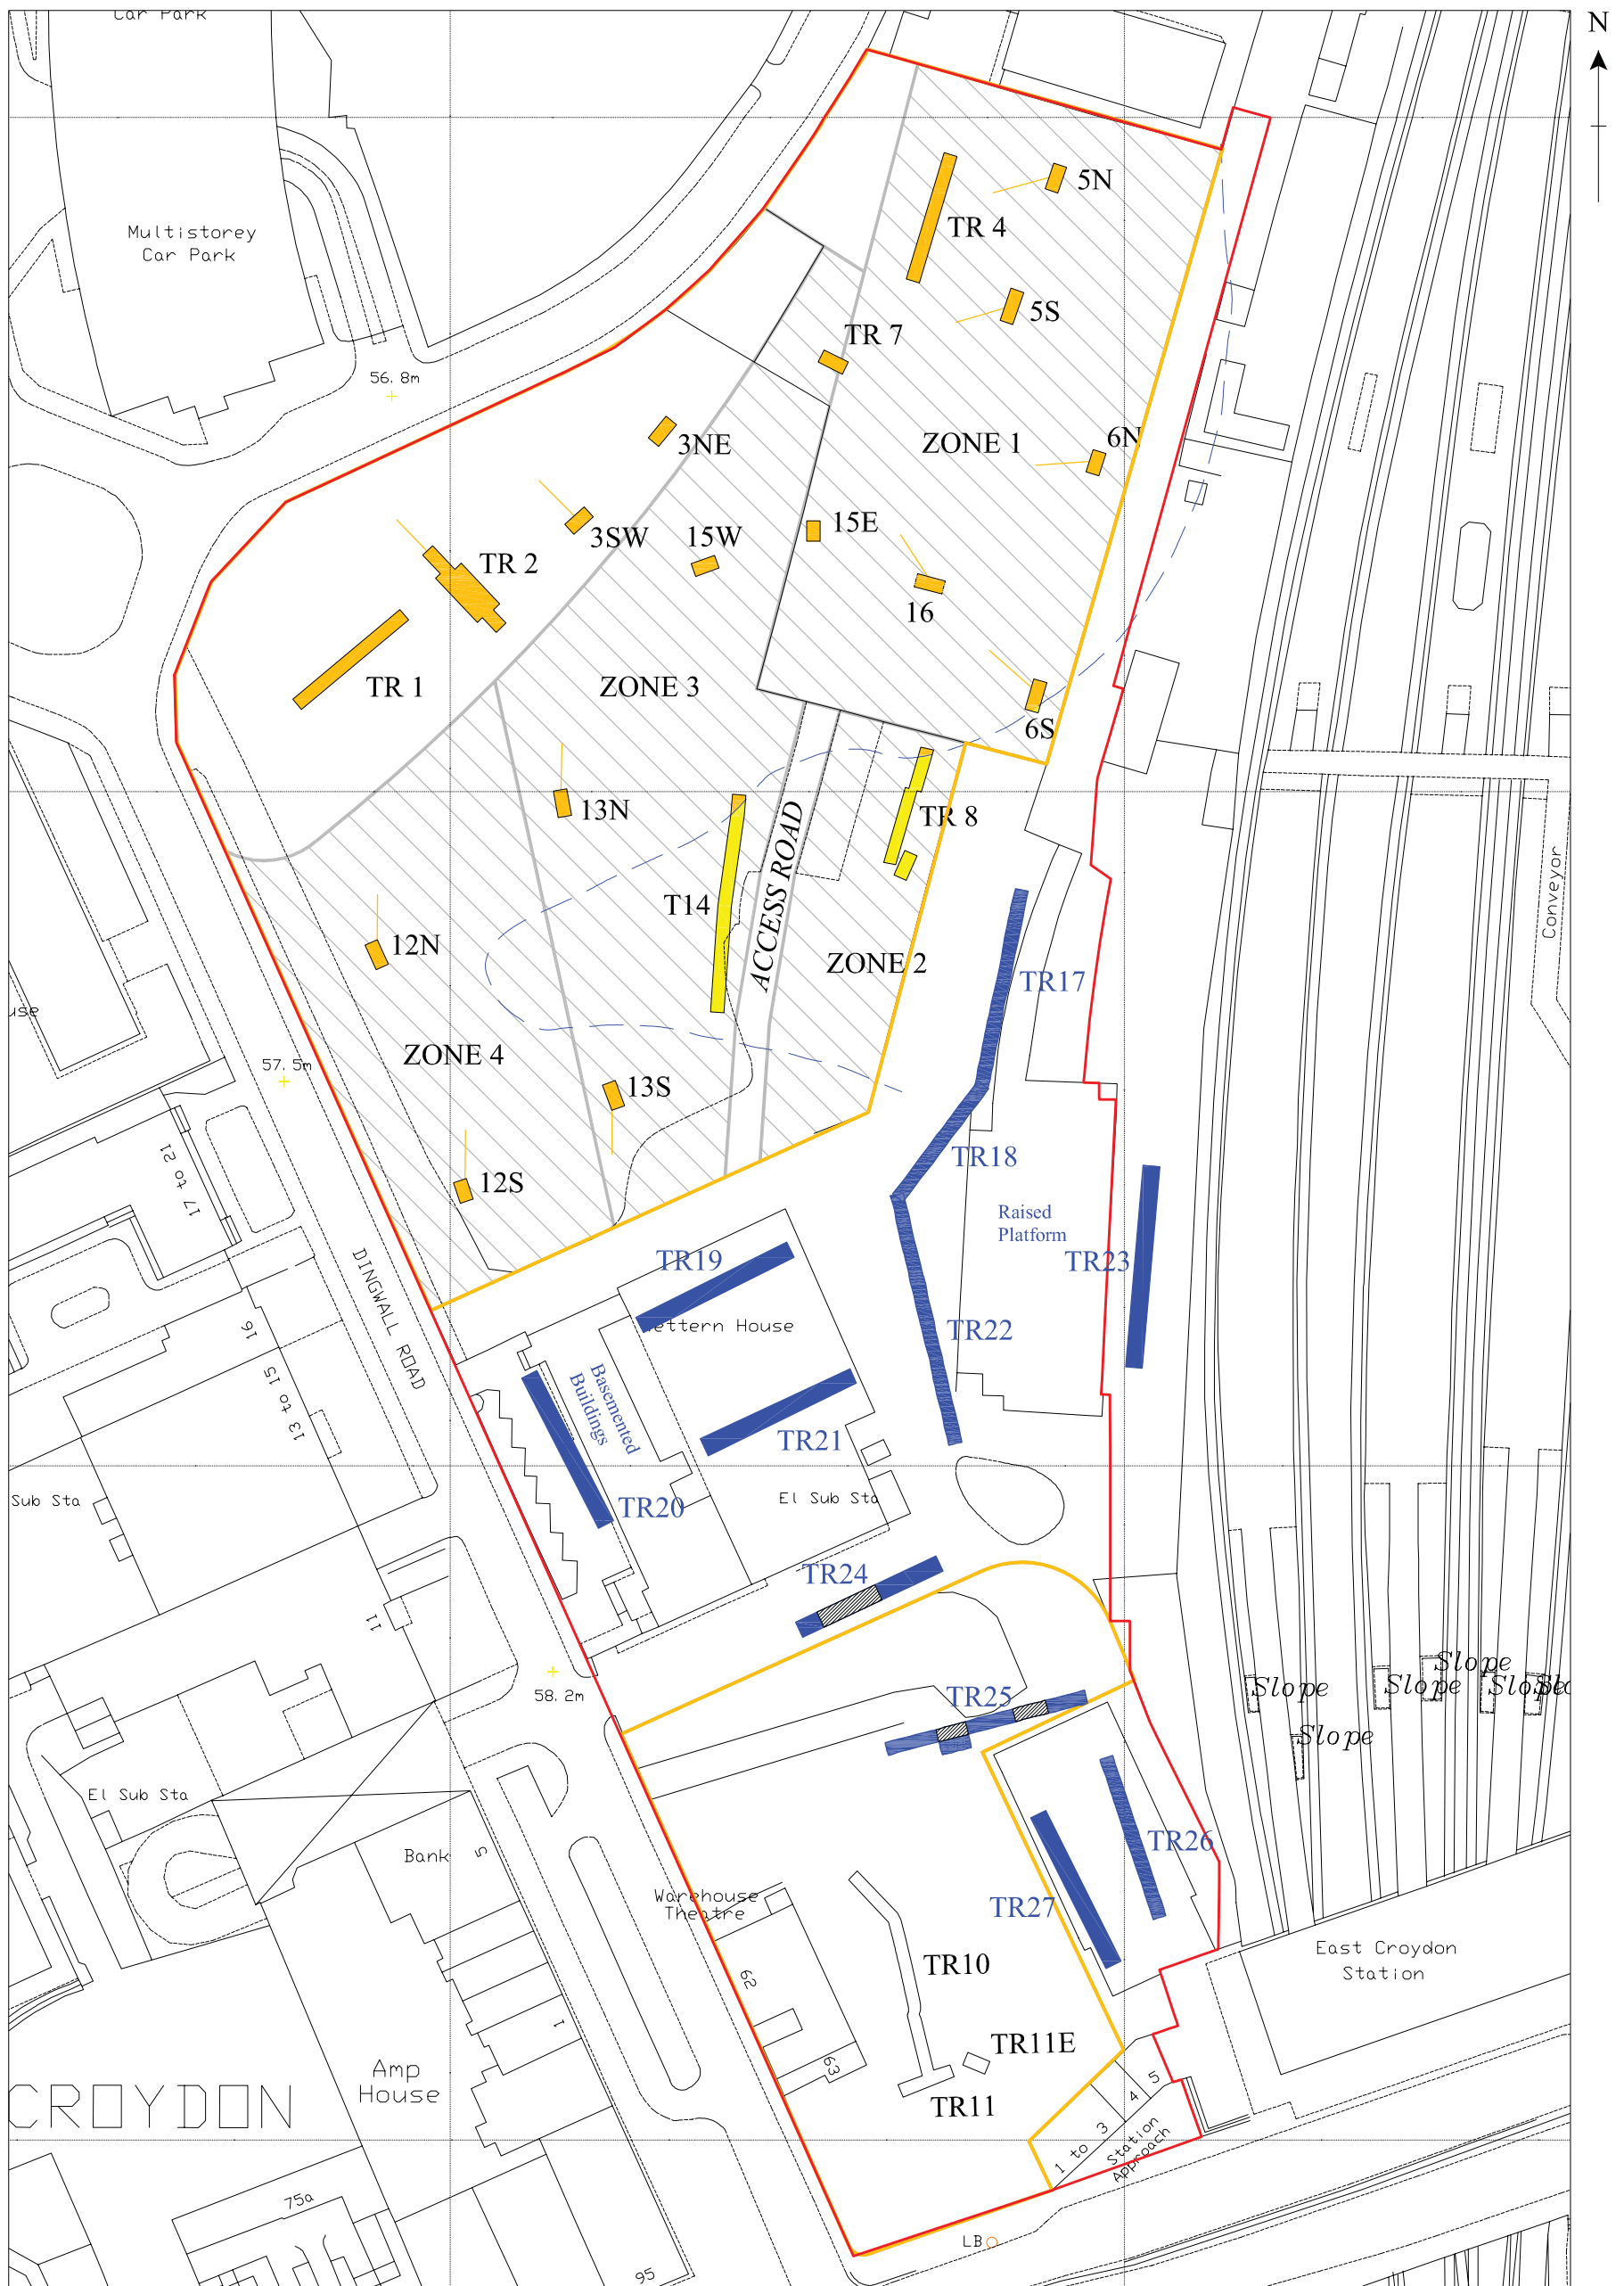 Car Park
N
Multistorey
Car Park
5N
TR 4
5S
TR 7
56.8m
3NE
ZONE 1
6N
3SW
15W
15E
TR 2
16
TR 1
ZONE 3
6S
13N
TR 8
ACCESS ROAD
T14
Conveyor
12N
ZONE 2
TR17
ZONE 4
57.5m
13S
17 to 21
TR18
12S
Raised
Platform
TR23
TR19
DINGWALL ROAD
16
ettern House
TR22
13 to 15
Basemented
Buildings
TR21
Sub Sta
El Sub Sta
TR20
TR24
11
58.2m
TR25
Slope
Slope
Slope
Slope
Slope
El Sub Sta
Bank
5
TR26
Warehouse
Theatre
TR27
62
TR10
East Croydon
Station
1
TR11E
63
Amp
House
CROYDON
TR11
5
4
1 to 3
Station
Approach
75a
LB
95